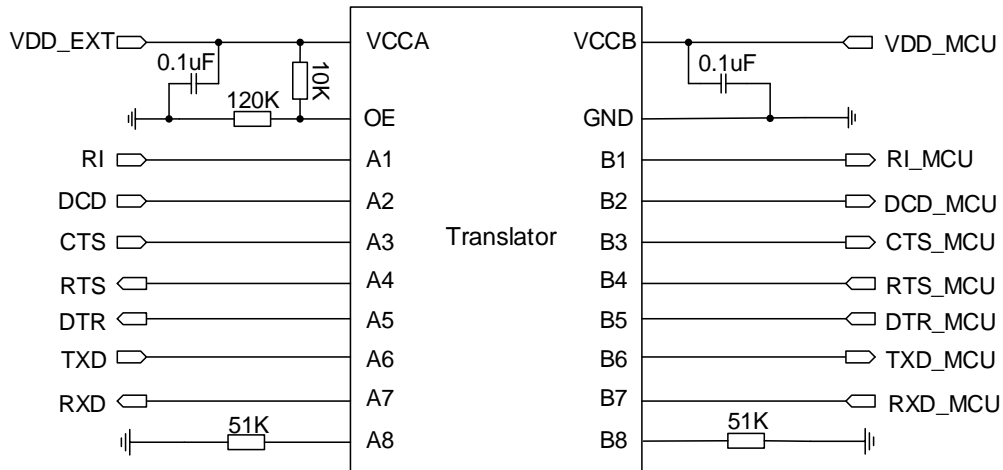 VDD_EXT VCCA VCCB VDD_MCU
0.1uF 10K 0.1uF
120K OE GND
RI A1 B1 RI_MCU
DCD A2 B2 DCD_MCU
CTS A3 Translator B3 CTS_MCU
RTS A4 B4 RTS_MCU
DTR A5 B5 DTR_MCU
TXD A6 B6 TXD_MCU
RXD A7 B7 RXD_MCU
51K A8 B8 51K